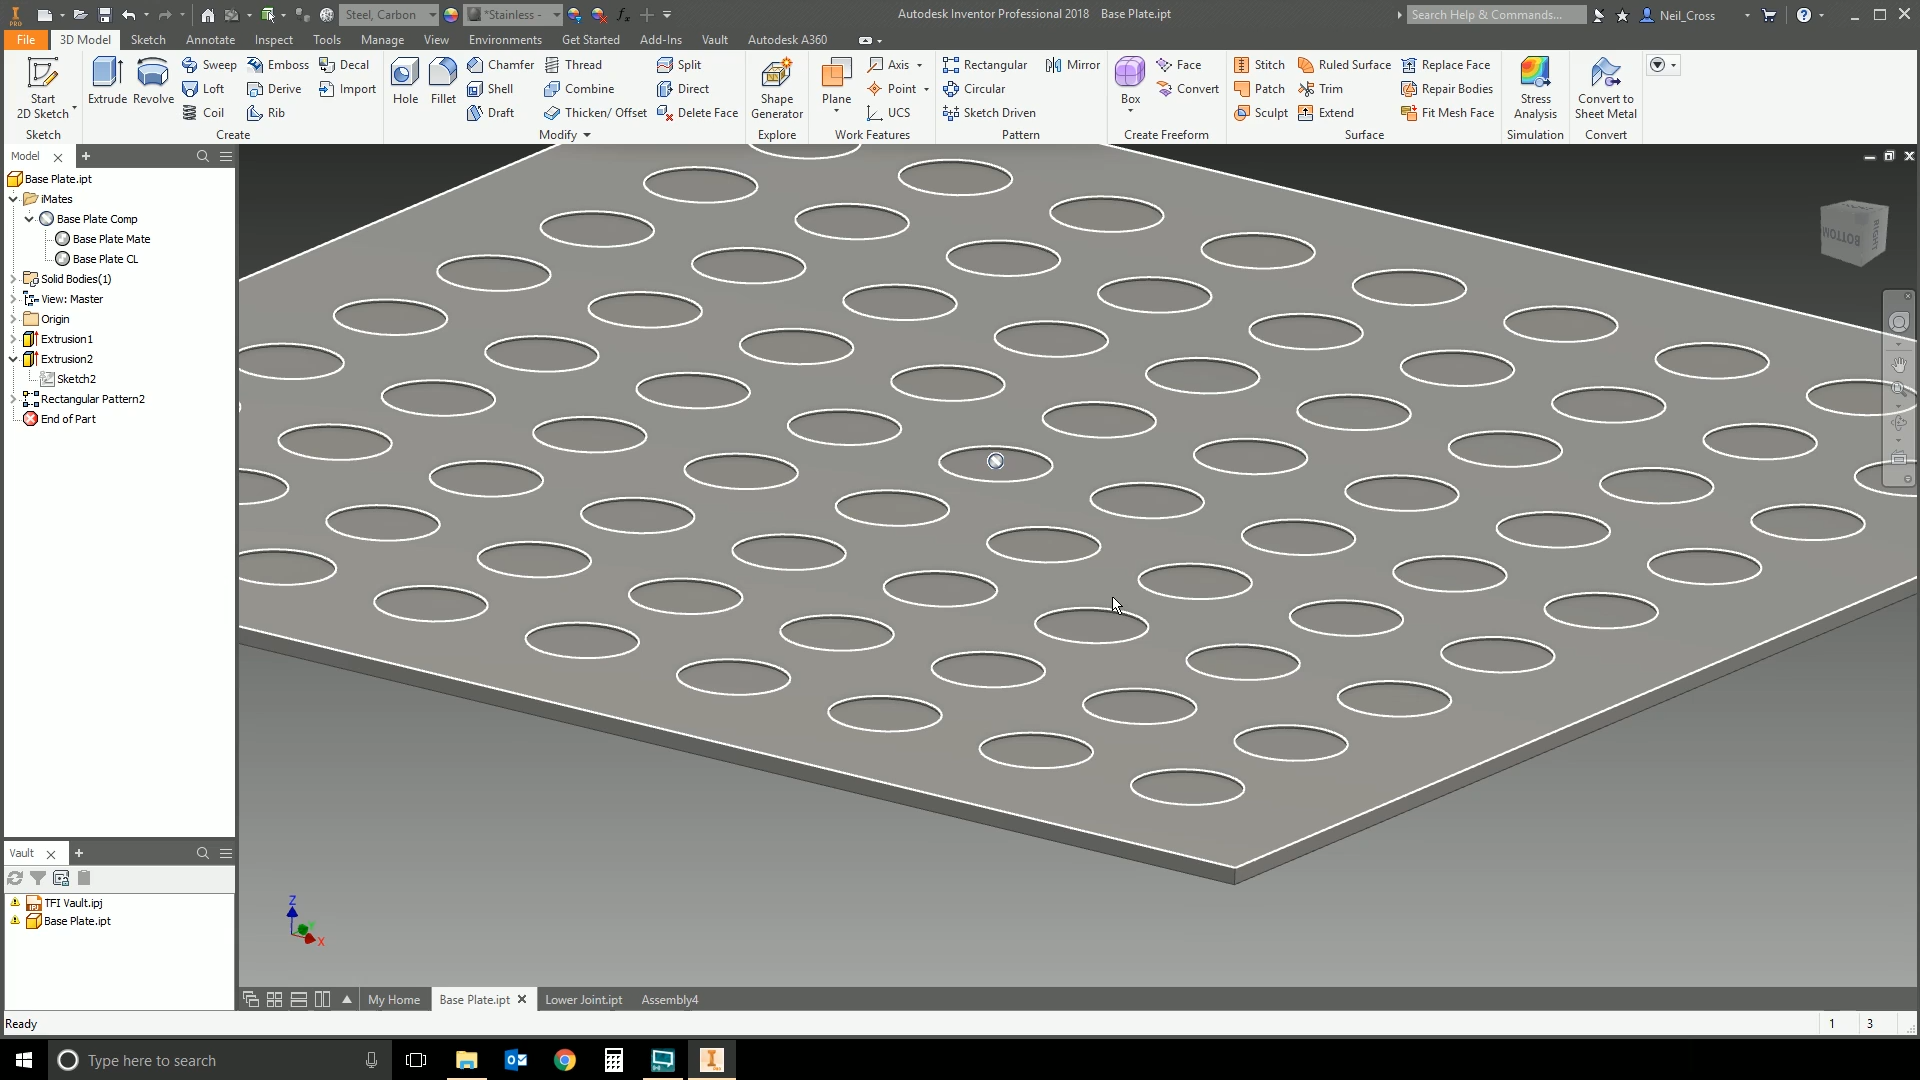 Steel, Carbon
*Stainless -
Autodesk Inventor Professional 2018 Base Plate.ipt
Search Help & Commands...
Neil_Cross
File 3D Model Sketch Annotate Inspect Tools Manage View Environments Get Started Add-Ins Vault Autodesk A360
Sweep Emboss Decal Chamfer Thread Split Axis Rectangular Mirror Face Stitch Ruled Surface Replace Face
Loft Derive Import Shell Combine Direct Point Circular Convert Patch Trim Repair Bodies
Coil Rib Draft Thicken/ Offset Delete Face UCS Sketch Driven Sculpt Extend Fit Mesh Face
Start
2D Sketch
Extrude
Revolve
Hole
Fillet
Shape
Generator
Plane
Box
Stress
Analysis
Convert to
Sheet Metal
Sketch Create Modify Explore Work Features Pattern Create Freeform Surface Simulation Convert
Model
Base Plate.ipt
iMates
Base Plate Comp
Base Plate Mate
Base Plate CL
Solid Bodies(1)
View: Master
Origin
Extrusion1
Extrusion2
Sketch2
Rectangular Pattern2
End of Part
BOTTOM
RIGHT
Vault
TFI Vault.ipj
Base Plate.ipt
Z
Y
X
My Home Base Plate.ipt Lower Joint.ipt Assembly4
Ready
1 3
Type here to search